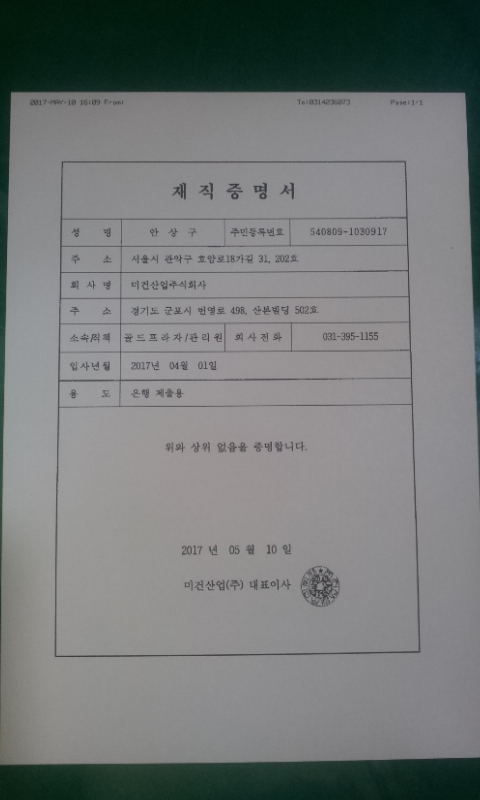 2017-MAY-10 16:09 From: To:0314236073 Page:1/1
재직증명서
성 명 안상구 주민등록번호 540809-1030917
주 소 서울시 관악구 호암로18가길 31, 202호
회 사 명 미건산업주식회사
주 소 경기도 군포시 번영로 498, 산본빌딩 502호
소속/직책 골드프라자/관리원 회사전화 031-395-1155
입사년월 2017년 04월 01일
용 도 은행 제출용
위와 상위 없음을 증명합니다.
2017 년 05 월 10 일
미건산업(주) 대표이사